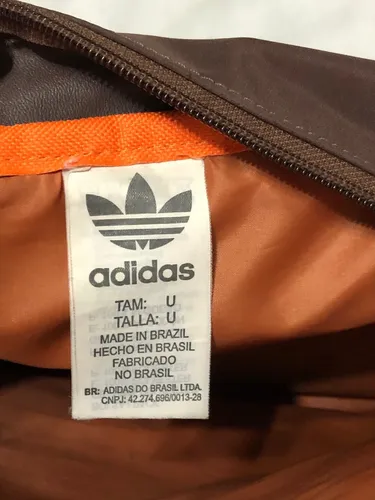 adidas
TAM: U
TALLA: U
MADE IN BRAZIL
HECHO EN BRASIL
FABRICADO
NO BRASIL
BR: ADIDAS DO BRASIL LTDA.
CNPJ: 42.274.696/0013-28